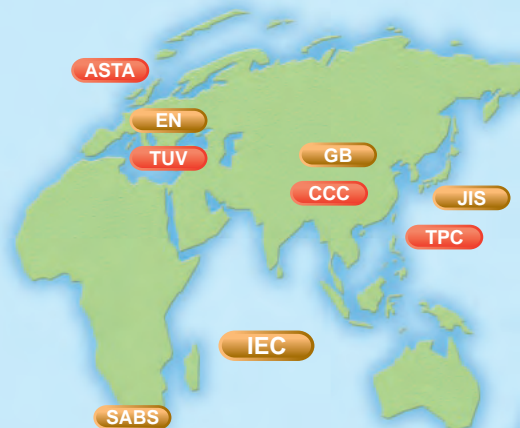 ASTA
EN
TUV
GB
CCC
JIS
TPC
IEC
SABS